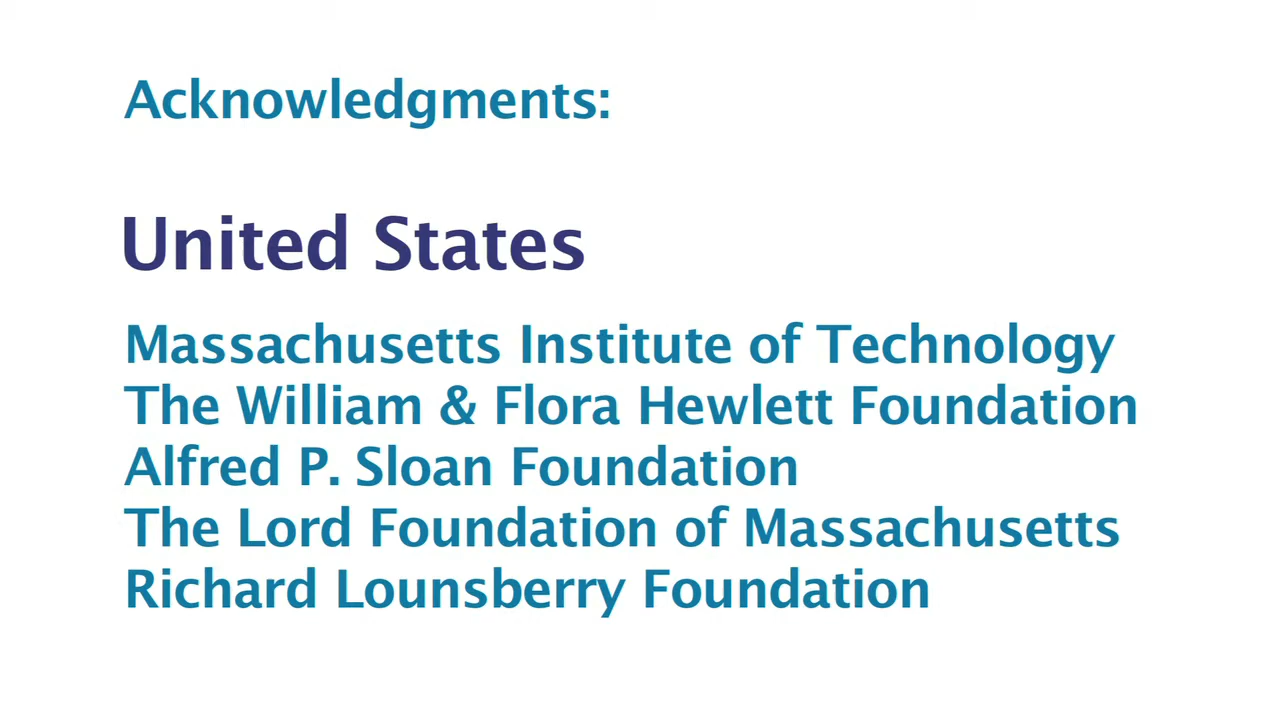 Acknowledgments:
United States
Massachusetts Institute of Technology
The William & Flora Hewlett Foundation
Alfred P. Sloan Foundation
The Lord Foundation of Massachusetts
Richard Lounsberry Foundation